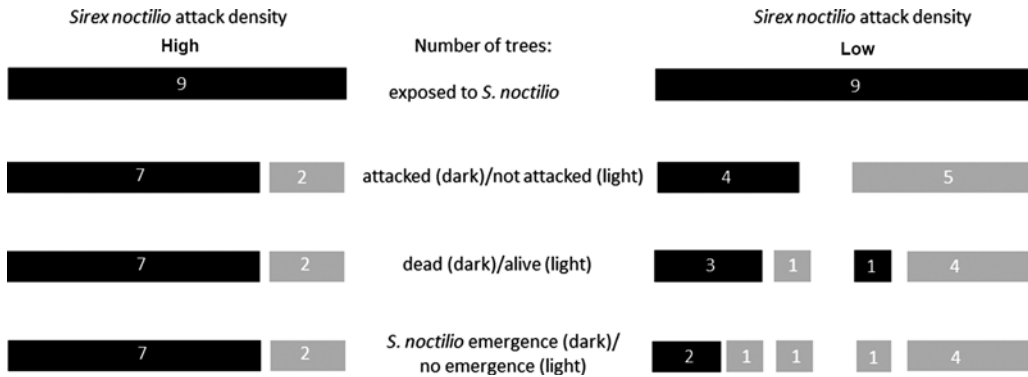 Sirex noctilio attack density
High
Number of trees:
Sirex noctilio attack density
Low
9
exposed to S. noctilio
9
7
2
attacked (dark)/not attacked (light)
4
5
7
2
dead (dark)/alive (light)
3
1
1
4
7
2
S. noctilio emergence (dark)/
no emergence (light)
2
1
1
1
4